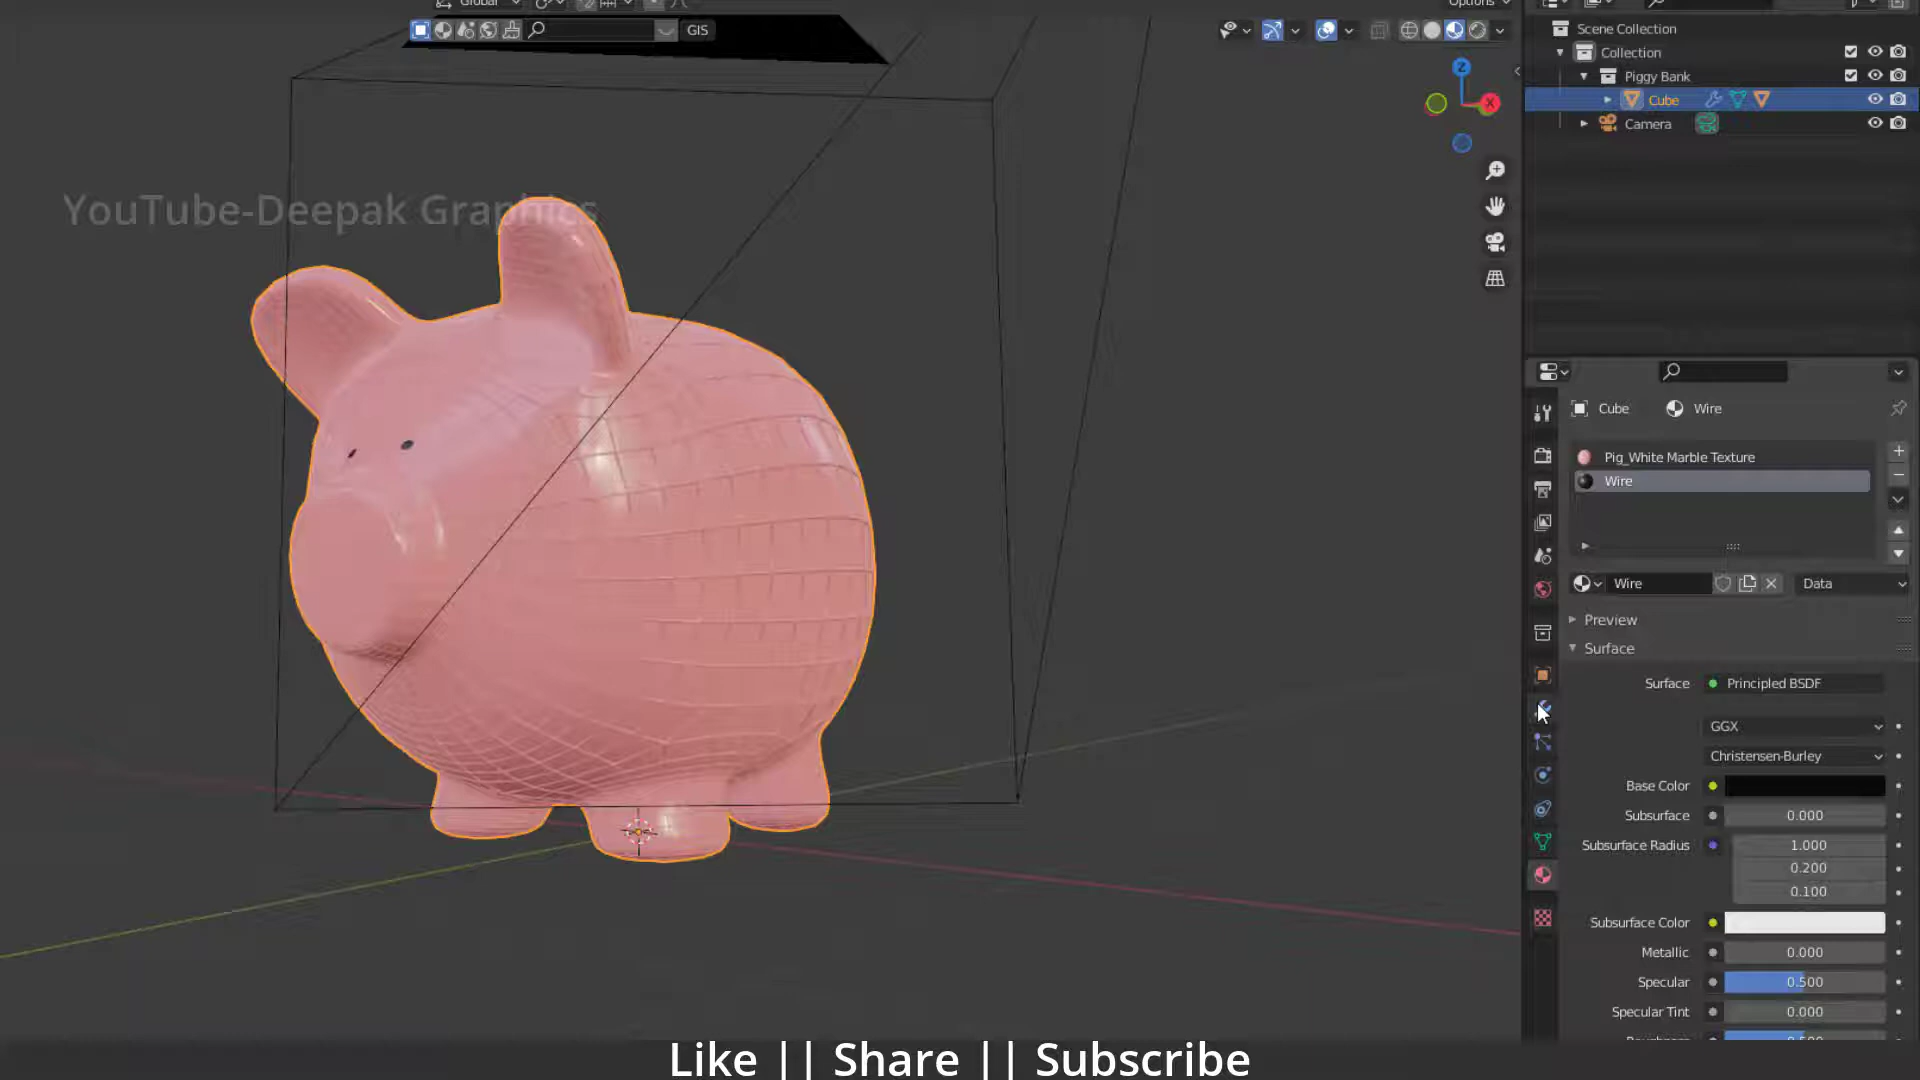 Global
Options
GIS
Scene Collection
Collection
Piggy Bank
Cube
Camera
Z
X
YouTube-Deepak Graphics
Cube Wire
Pig_White Marble Texture
Wire
Wire Data
Preview
Surface
Surface Principled BSDF
GGX
Christensen-Burley
Base Color
Subsurface 0.000
Subsurface Radius 1.000
0.200
0.100
Subsurface Color
Metallic 0.000
Specular 0.500
Specular Tint 0.000
Like || Share || Subscribe